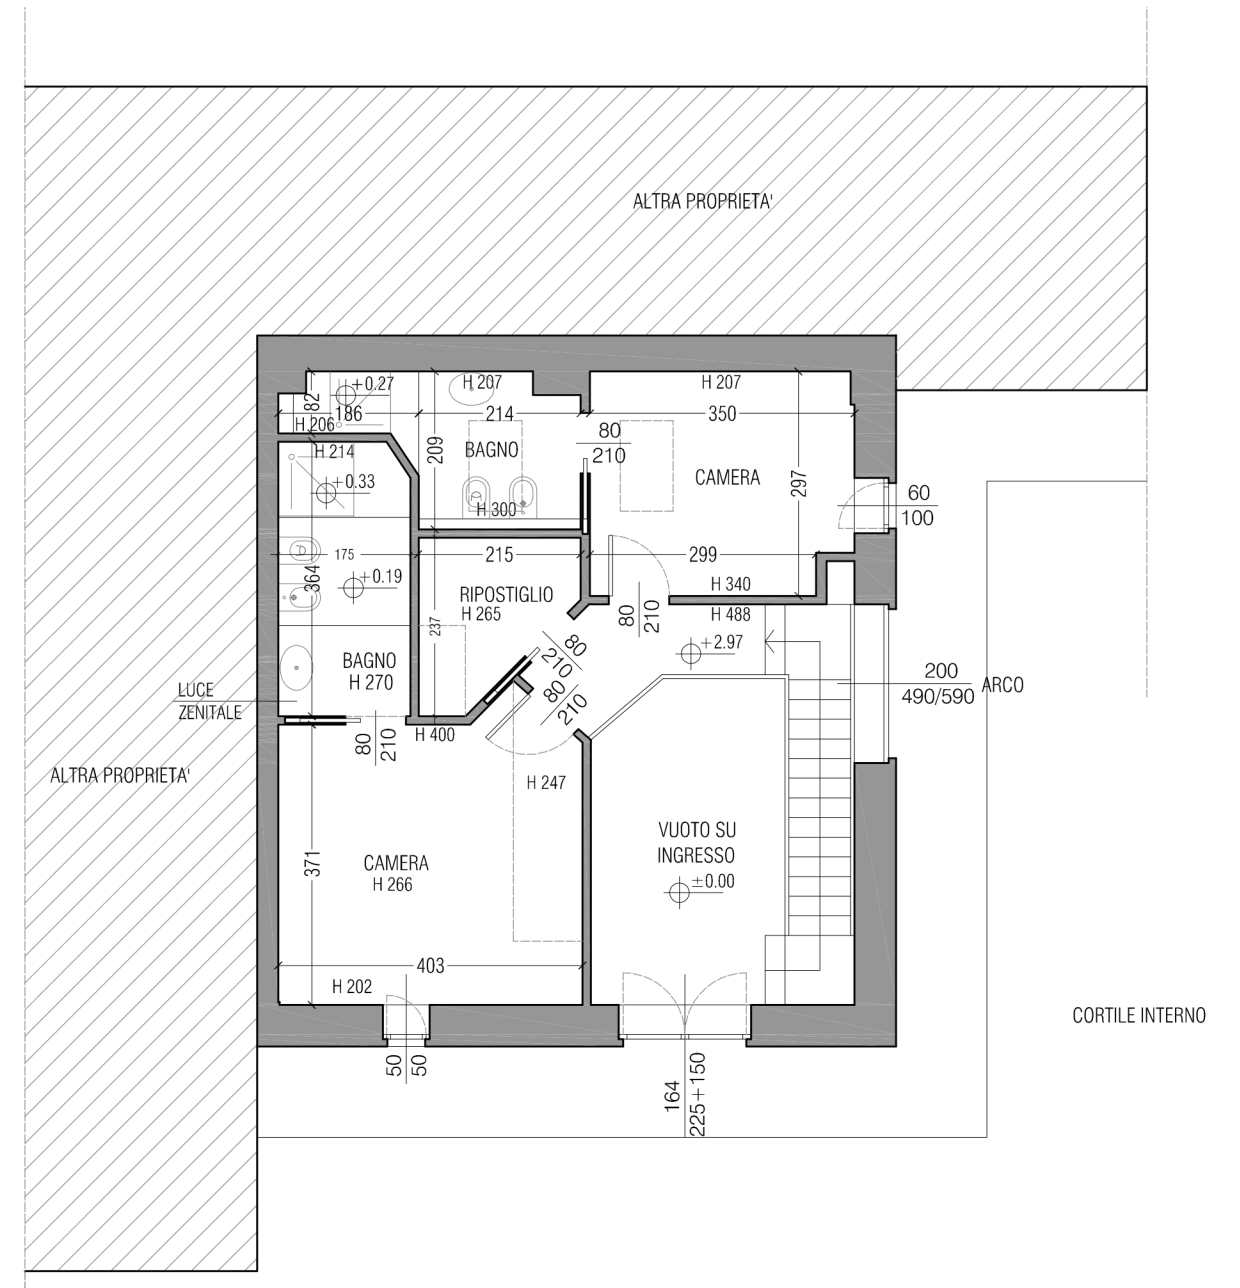 ALTRA PROPRIETA'
+0.27
H 207
H 207
82
186
214
350
H 206
80
210
209
BAGNO
H 214
CAMERA
297
+0.33
60
100
H 300
175
215
299
364
+0.19
H 340
RIPOSTIGLIO
H 265
80
210
H 488
237
+2.97
80
210
BAGNO
H 270
200
490/590
ARCO
LUCE
ZENITALE
80
210
80
210
H 400
ALTRA PROPRIETA'
H 247
VUOTO SU
INGRESSO
±0.00
371
CAMERA
H 266
403
H 202
CORTILE INTERNO
50
50
164
225+150